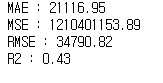 MAE : 21116.95
MSE : 1210401153.89
RMSE : 34790.82
R2 : 0.43